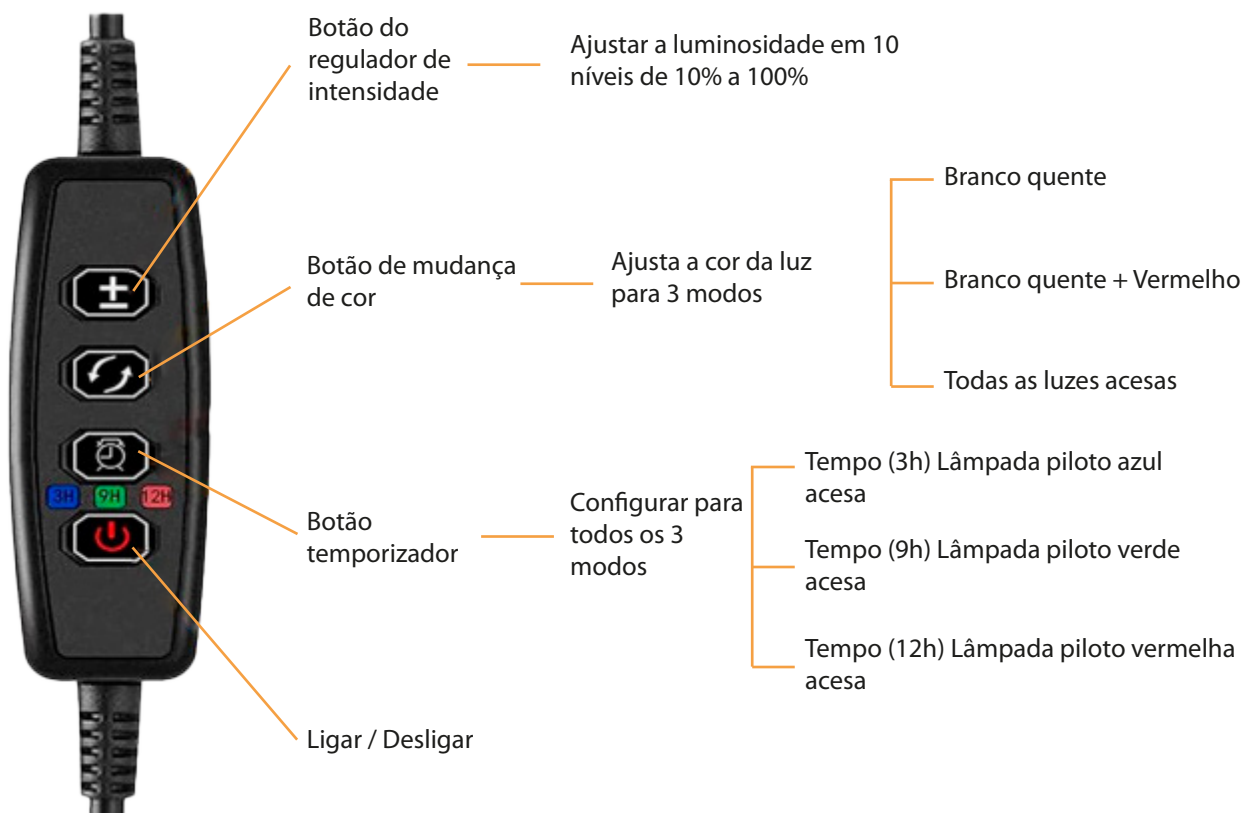 Botão do
regulador de
intensidade
Ajustar a luminosidade em 10
níveis de 10% a 100%
Botão de mudança
de cor
Ajusta a cor da luz
para 3 modos
Branco quente
Branco quente + Vermelho
Todas as luzes acesas
3H 9H 12H
Botão
temporizador
Configurar para
todos os 3
modos
Tempo (3h) Lâmpada piloto azul
acesa
Tempo (9h) Lâmpada piloto verde
acesa
Tempo (12h) Lâmpada piloto vermelha
acesa
Ligar / Desligar